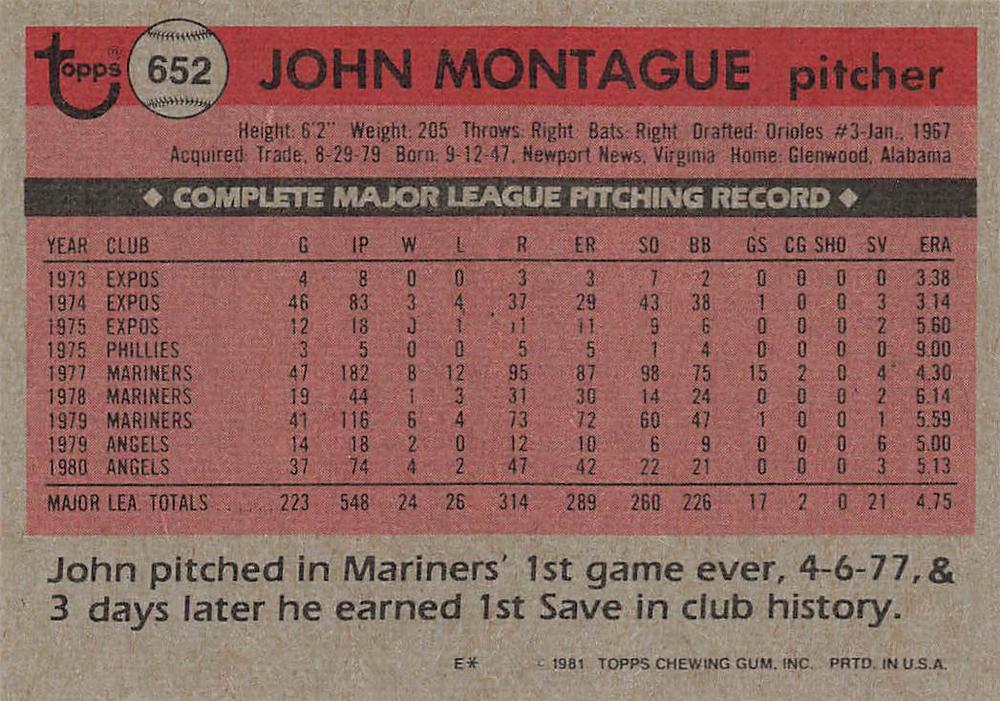 Topps® 652 JOHN MONTAGUE pitcher
Height: 6'2" Weight: 205 Throws: Right Bats: Right Drafted: Orioles #3-Jan., 1967
Acquired: Trade, 8-29-79 Born: 9-12-47, Newport News, Virginia Home: Glenwood, Alabama
◆ COMPLETE MAJOR LEAGUE PITCHING RECORD ◆
YEAR CLUB G IP W L R ER SO BB GS CG SHO SV ERA
1973 EXPOS 4 8 0 0 3 3 7 2 0 0 0 0 3.38
1974 EXPOS 46 83 3 4 37 29 43 38 1 0 0 3 3.14
1975 EXPOS 12 18 0 1 11 11 9 6 0 0 0 2 5.60
1975 PHILLIES 3 5 0 0 5 5 1 4 0 0 0 0 9.00
1977 MARINERS 47 182 8 12 95 87 98 75 15 2 0 4 4.30
1978 MARINERS 19 44 1 3 31 30 14 24 0 0 0 2 6.14
1979 MARINERS 41 116 6 4 73 72 60 47 1 0 0 1 5.59
1979 ANGELS 14 18 2 0 12 10 6 9 0 0 0 6 5.00
1980 ANGELS 37 74 4 2 47 42 22 21 0 0 0 3 5.13
MAJOR LEA. TOTALS ....... 223 548 24 26 314 289 260 226 17 2 0 21 4.75
John pitched in Mariners' 1st game ever, 4-6-77, &
3 days later he earned 1st Save in club history.
E* © 1981 TOPPS CHEWING GUM, INC. PRTD. IN U.S.A.